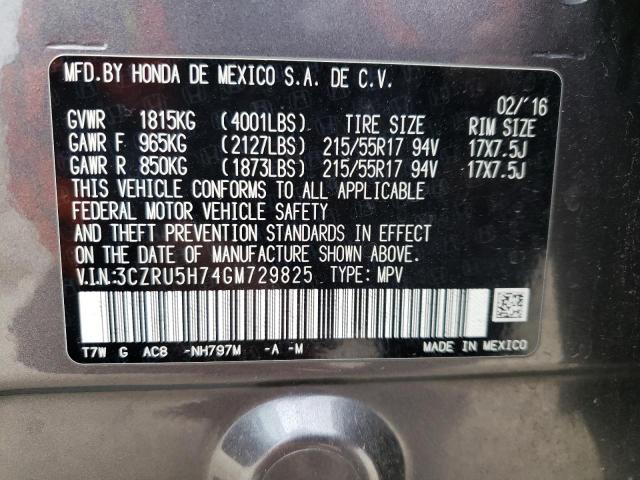 MFD.BY HONDA DE MEXICO S.A. DE C.V.
02/'16
GVWR 1815KG (4001LBS) TIRE SIZE RIM SIZE
GAWR F 965KG (2127LBS) 215/55R17 94V 17X7.5J
GAWR R 850KG (1873LBS) 215/55R17 94V 17X7.5J
THIS VEHICLE CONFORMS TO ALL APPLICABLE
FEDERAL MOTOR VEHICLE SAFETY
AND THEFT PREVENTION STANDARDS IN EFFECT
ON THE DATE OF MANUFACTURE SHOWN ABOVE.
V.I.N:3CZRU5H74GM729825 TYPE: MPV
T7W G AC8 -NH797M -A -M MADE IN MEXICO